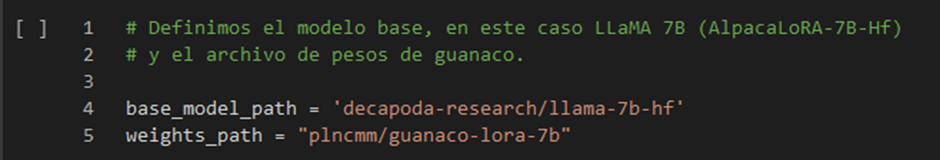 [ ] 1 # Definimos el modelo base, en este caso LLaMA 7B (AlpacaLoRA-7B-Hf)
2 # y el archivo de pesos de guanaco.
3
4 base_model_path = 'decapoda-research/llama-7b-hf'
5 weights_path = "plncmm/guanaco-lora-7b"